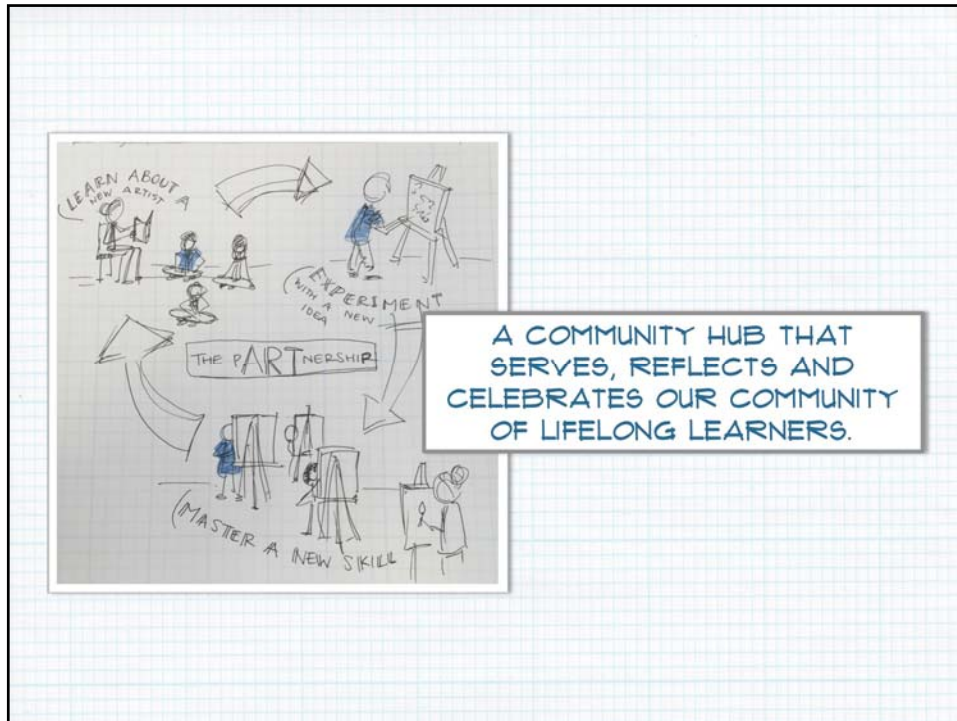 LEARN ABOUT A
NEW ARTIST
EXPERIMENT
WITH A NEW
IDEA
THE PARTNERSHIP
MASTER A NEW SKILL
A COMMUNITY HUB THAT
SERVES, REFLECTS AND
CELEBRATES OUR COMMUNITY
OF LIFELONG LEARNERS.